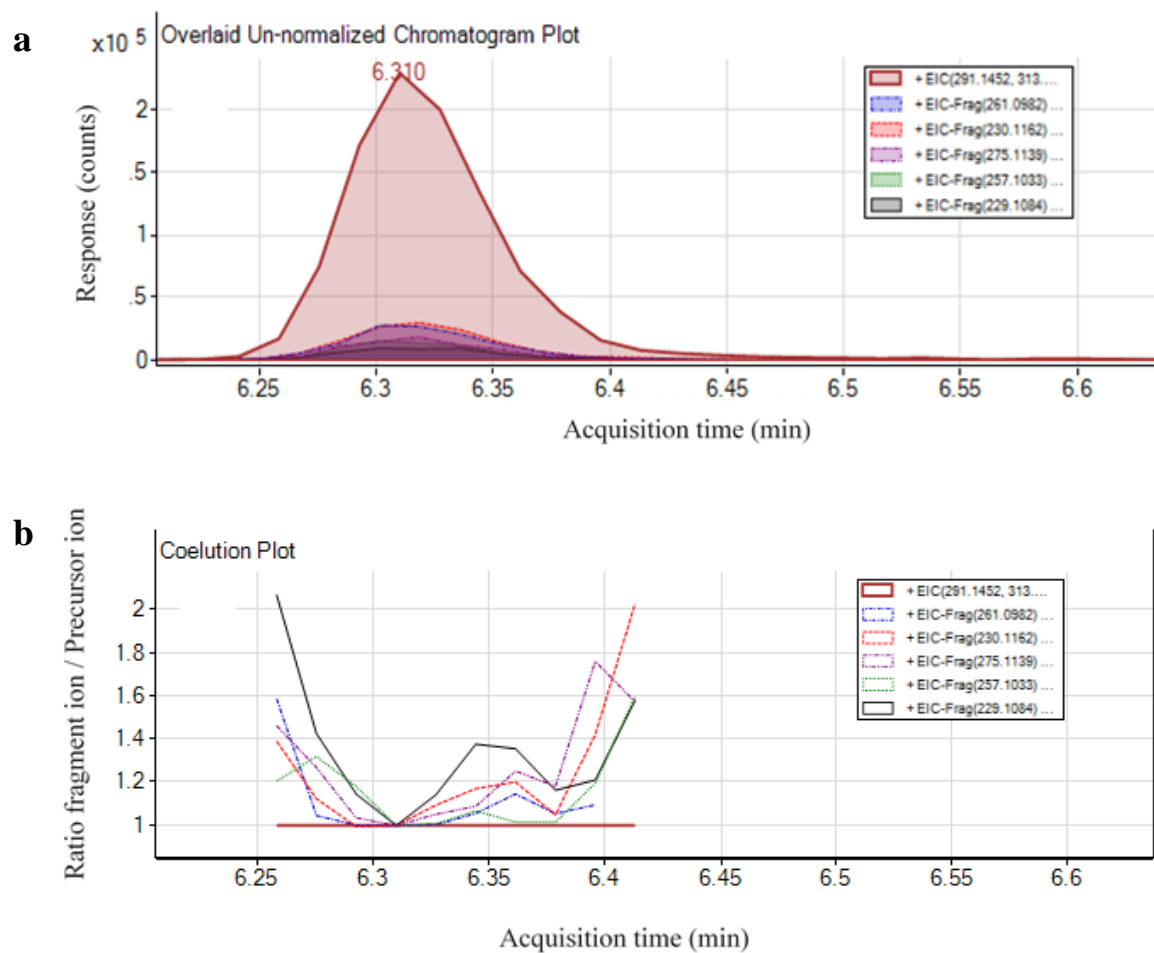 a
x10 5
Overlaid Un-normalized Chromatogram Plot
6.310
2
.5
1
.5
0
Response (counts)
6.25 6.3 6.35 6.4 6.45 6.5 6.55 6.6
Acquisition time (min)
+ EIC(291.1452, 313....
+ EIC-Frag(261.0982) ...
+ EIC-Frag(230.1162) ...
+ EIC-Frag(275.1139) ...
+ EIC-Frag(257.1033) ...
+ EIC-Frag(229.1084) ...
b
Coelution Plot
2
1.8
1.6
1.4
1.2
1
Ratio fragment ion / Precursor ion
6.25 6.3 6.35 6.4 6.45 6.5 6.55 6.6
Acquisition time (min)
+ EIC(291.1452, 313....
+ EIC-Frag(261.0982) ...
+ EIC-Frag(230.1162) ...
+ EIC-Frag(275.1139) ...
+ EIC-Frag(257.1033) ...
+ EIC-Frag(229.1084) ...